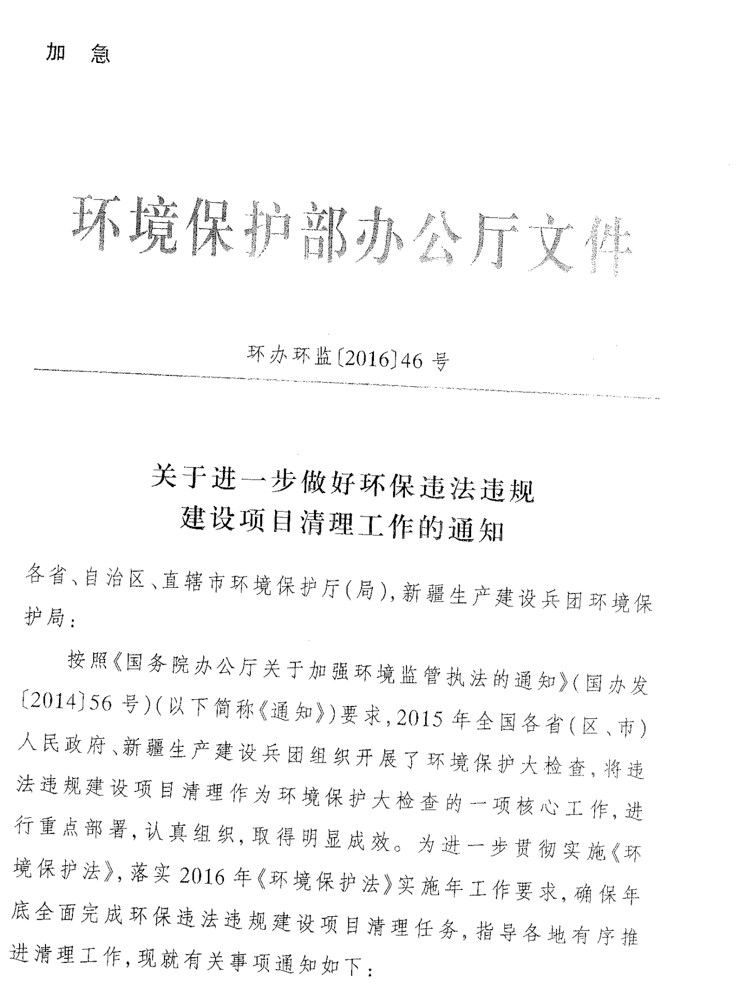 加 急
环境保护部办公厅文件
环办环监〔2016〕46 号
关于进一步做好环保违法违规
建设项目清理工作的通知
各省、自治区、直辖市环境保护厅(局),新疆生产建设兵团环境保
护局:
按照《国务院办公厅关于加强环境监管执法的通知》(国办发
〔2014〕56 号)(以下简称《通知》)要求,2015 年全国各省(区、市)
人民政府、新疆生产建设兵团组织开展了环境保护大检查,将违
法违规建设项目清理作为环境保护大检查的一项核心工作,进
行重点部署,认真组织,取得明显成效。为进一步贯彻实施《环
境保护法》,落实 2016 年《环境保护法》实施年工作要求,确保年
底全面完成环保违法违规建设项目清理任务,指导各地有序推
进清理工作,现就有关事项通知如下: